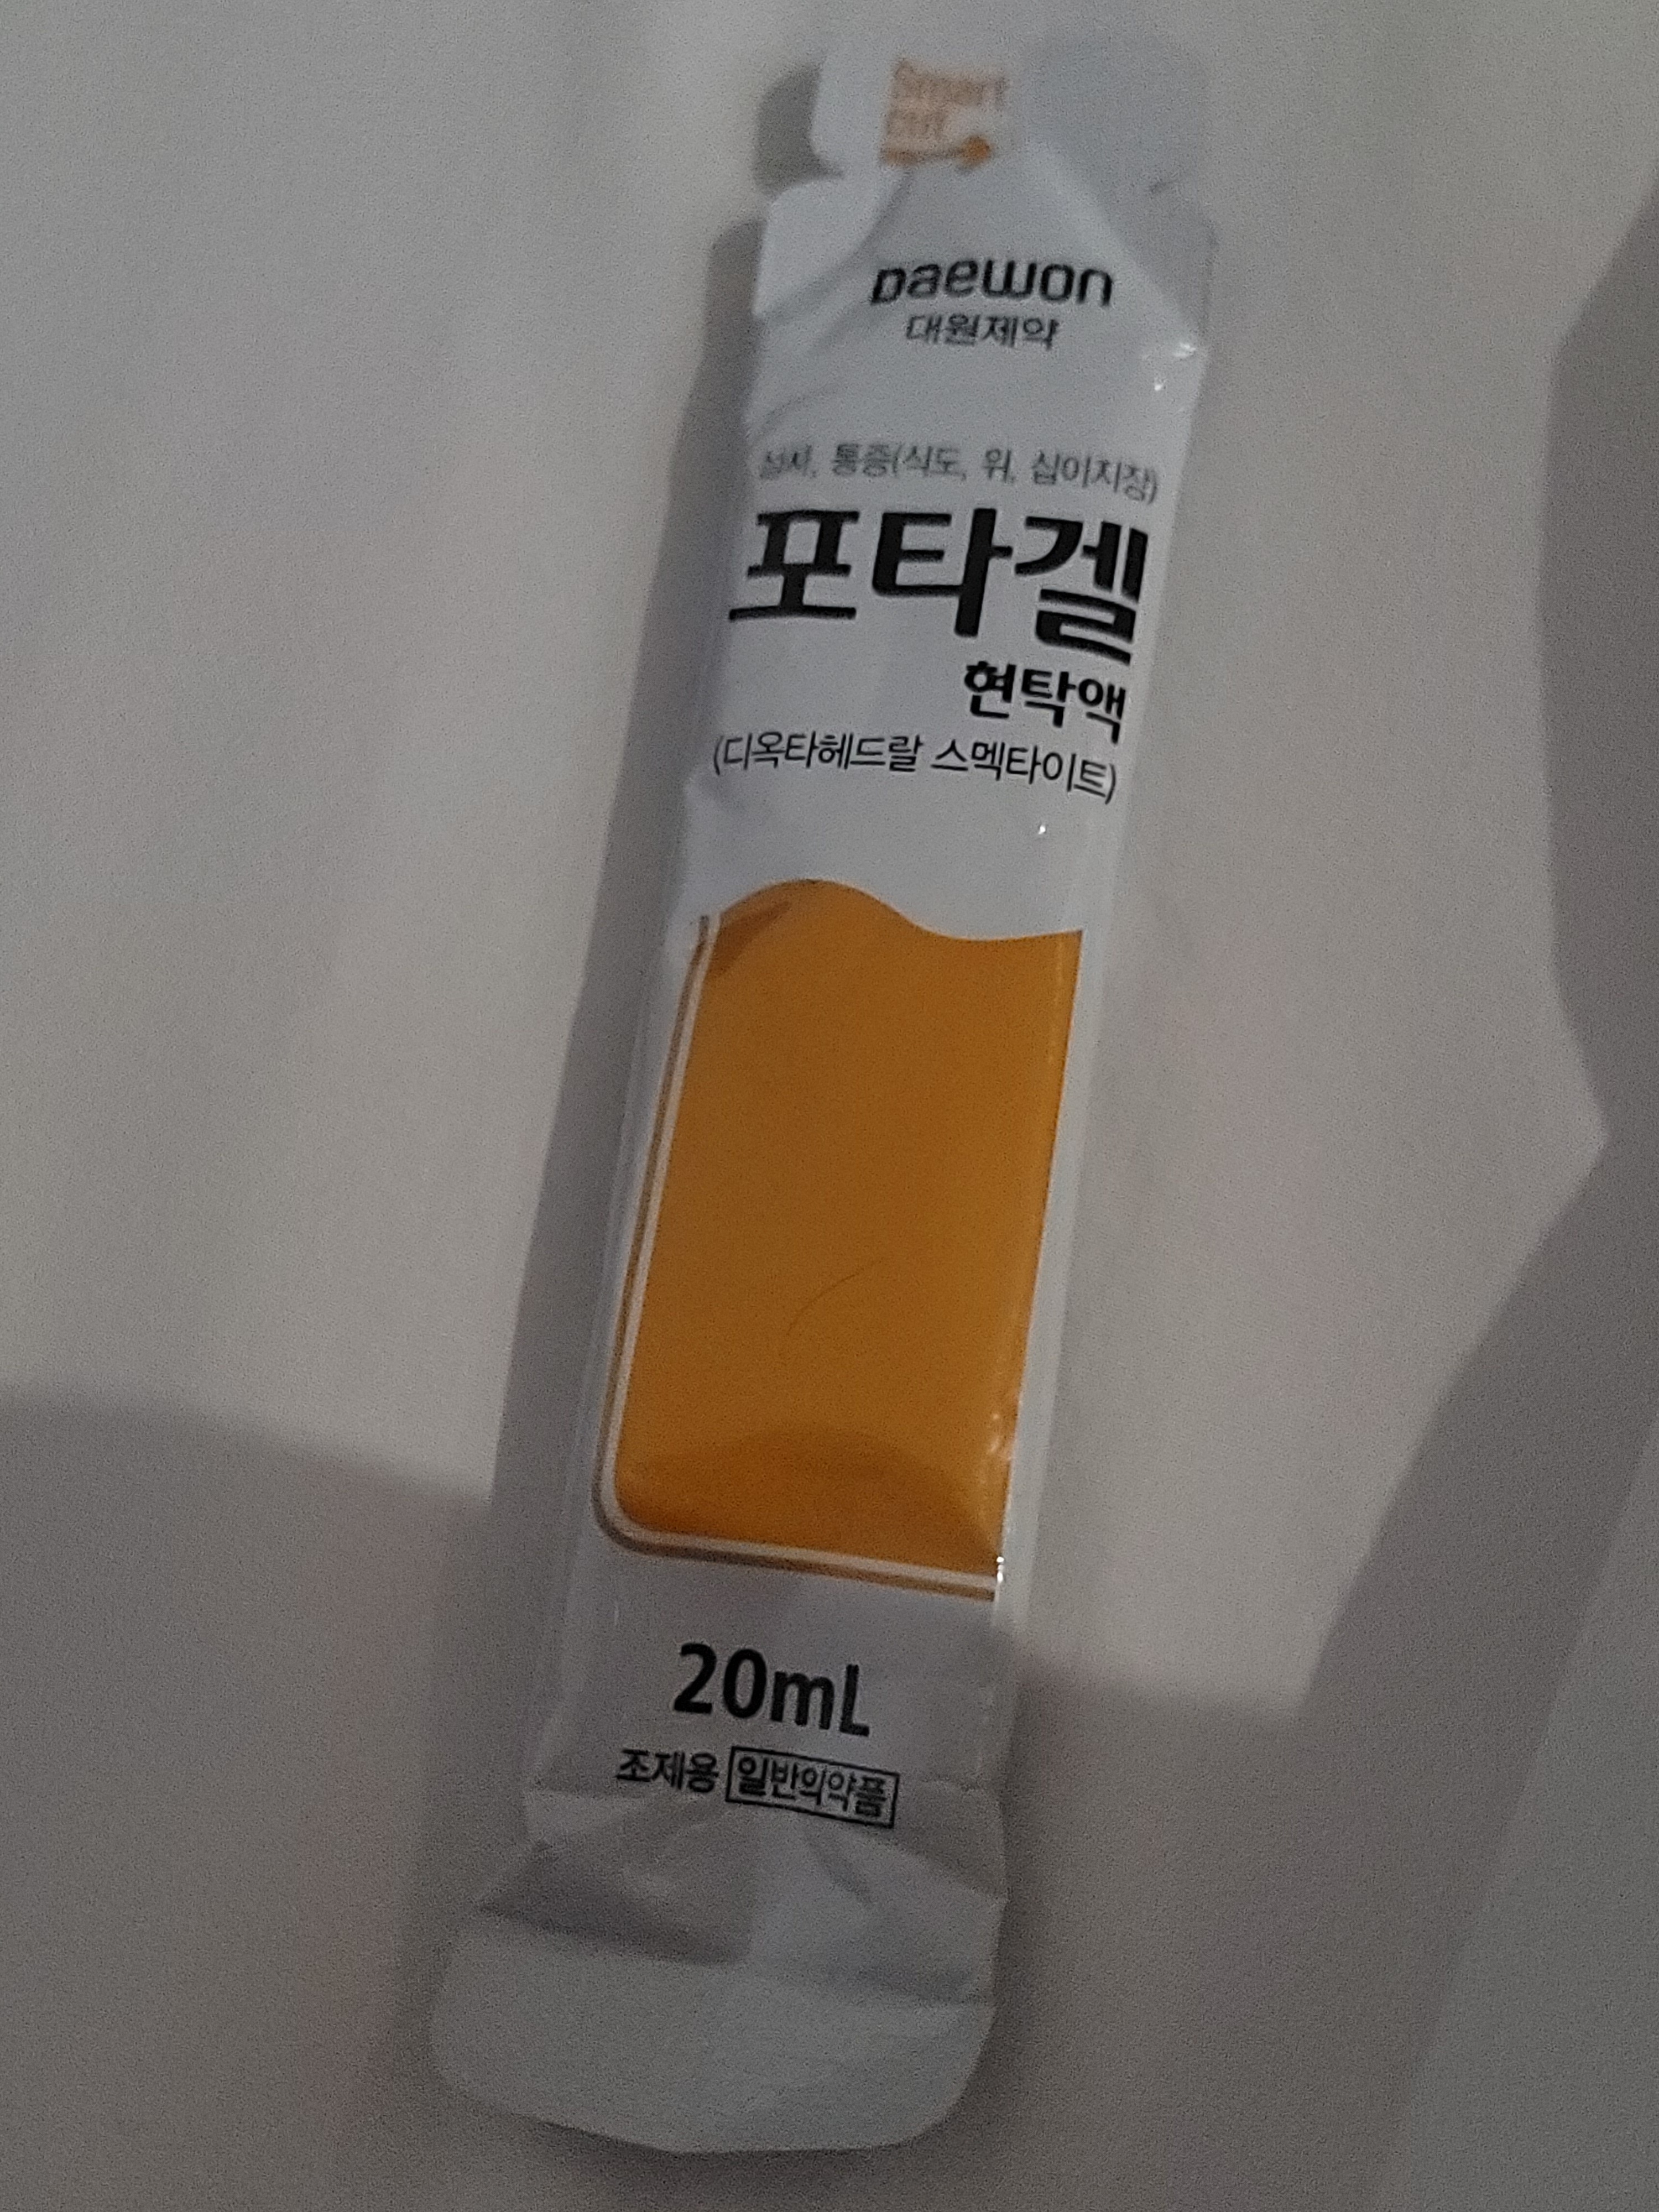 Smart
cut
Daewon
대원제약
설사, 통증(식도, 위, 십이지장)
포타겔
현탁액
(디옥타헤드랄 스멕타이트)
20mL
조제용 일반의약품